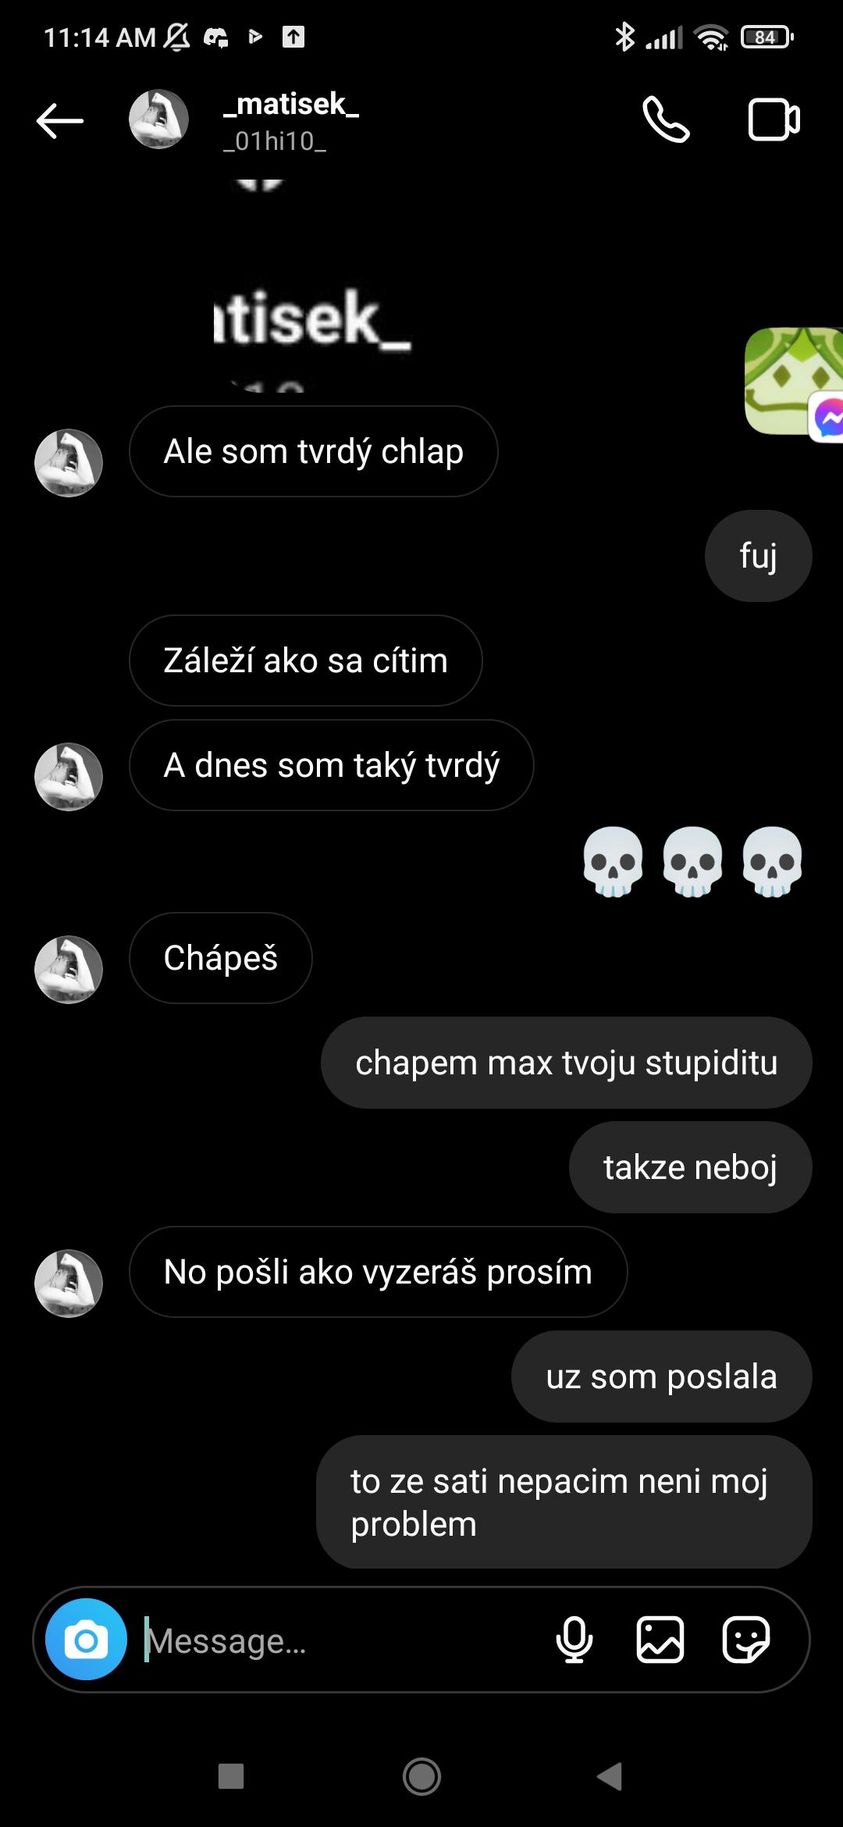 11:14 AM
84
_matisek_
_01hi10_
tisek_
Ale som tvrdý chlap
fuj
Záleží ako sa cítim
A dnes som taký tvrdý
Chápeš
chapem max tvoju stupiditu
takze neboj
No pošli ako vyzeráš prosím
uz som poslala
to ze sati nepacim neni moj
problem
Message...